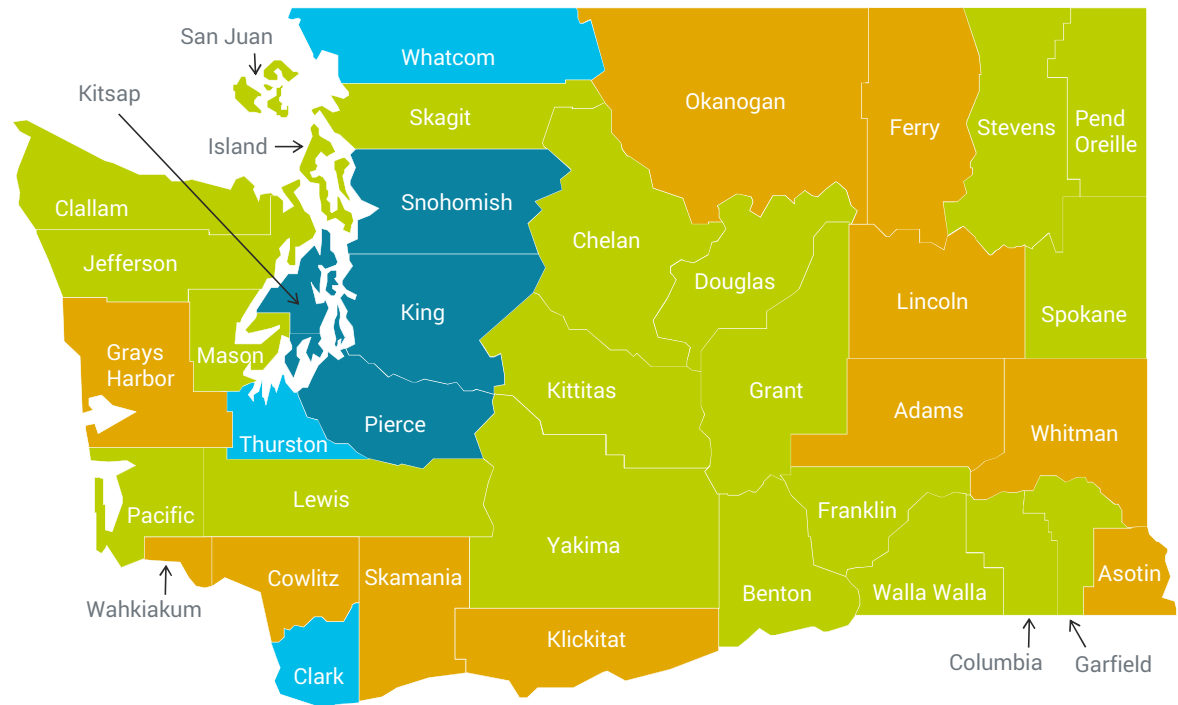 San Juan
Whatcom
Kitsap
Okanogan
Skagit
Ferry
Stevens
Pend
Oreille
Island
Clallam
Snohomish
Chelan
Jefferson
Douglas
King
Lincoln
Spokane
Grays
Harbor
Mason
Kittitas
Grant
Adams
Pierce
Whitman
Thurston
Lewis
Pacific
Franklin
Yakima
Cowlitz
Skamania
Asotin
Wahkiakum
Benton
Walla Walla
Klickitat
Clark
Columbia
Garfield